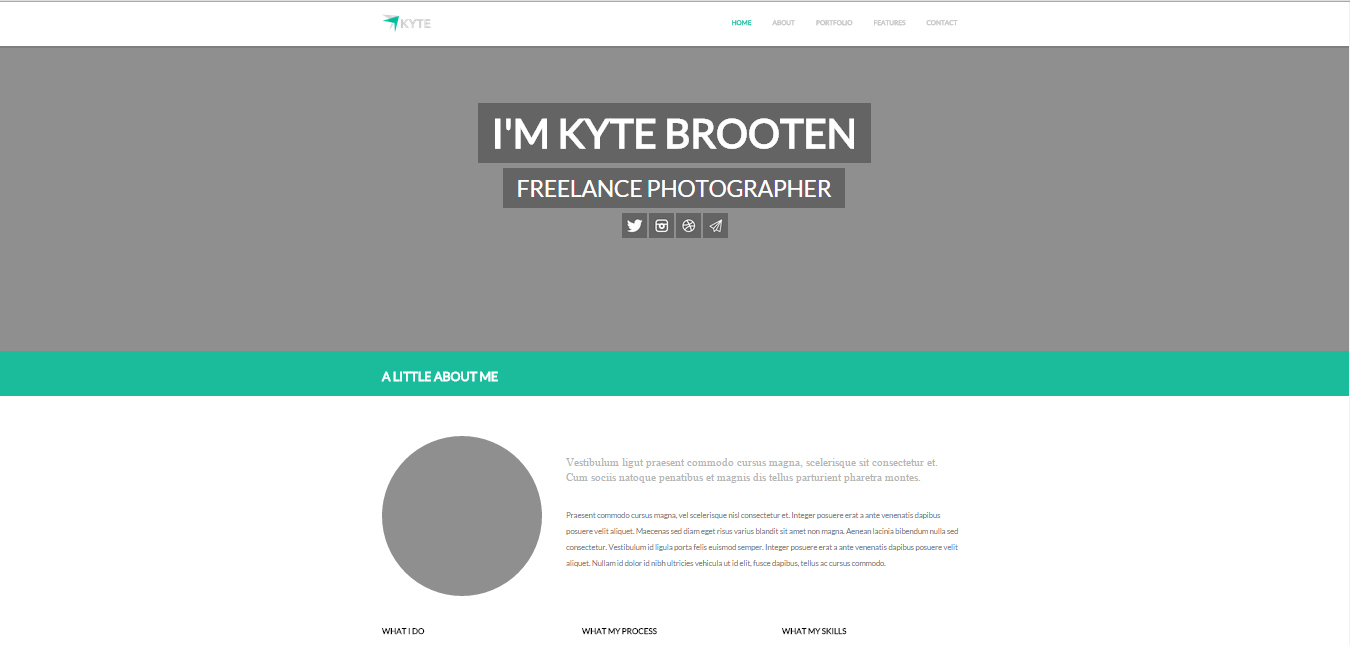 KYTE
HOME ABOUT PORTFOLIO FEATURES CONTACT
I'M KYTE BROOTEN
FREELANCE PHOTOGRAPHER
A LITTLE ABOUT ME
Vestibulum ligut praesent commodo cursus magna, scelerisque sit consectetur et.
Cum sociis natoque penatibus et magnis dis tellus parturient pharetra montes.
Praesent commodo cursus magna, vel scelerisque nisl consectetur et. Integer posuere erat a ante venenatis dapibus
posuere velit aliquet. Maecenas sed diam eget risus varius blandit sit amet non magna. Aenean lacinia bibendum nulla sed
consectetur. Vestibulum id ligula porta felis euismod semper. Integer posuere erat a ante venenatis dapibus posuere velit
aliquet. Nullam id dolor id nibh ultricies vehicula ut id elit, fusce dapibus, tellus ac cursus commodo.
WHAT I DO
WHAT MY PROCESS
WHAT MY SKILLS